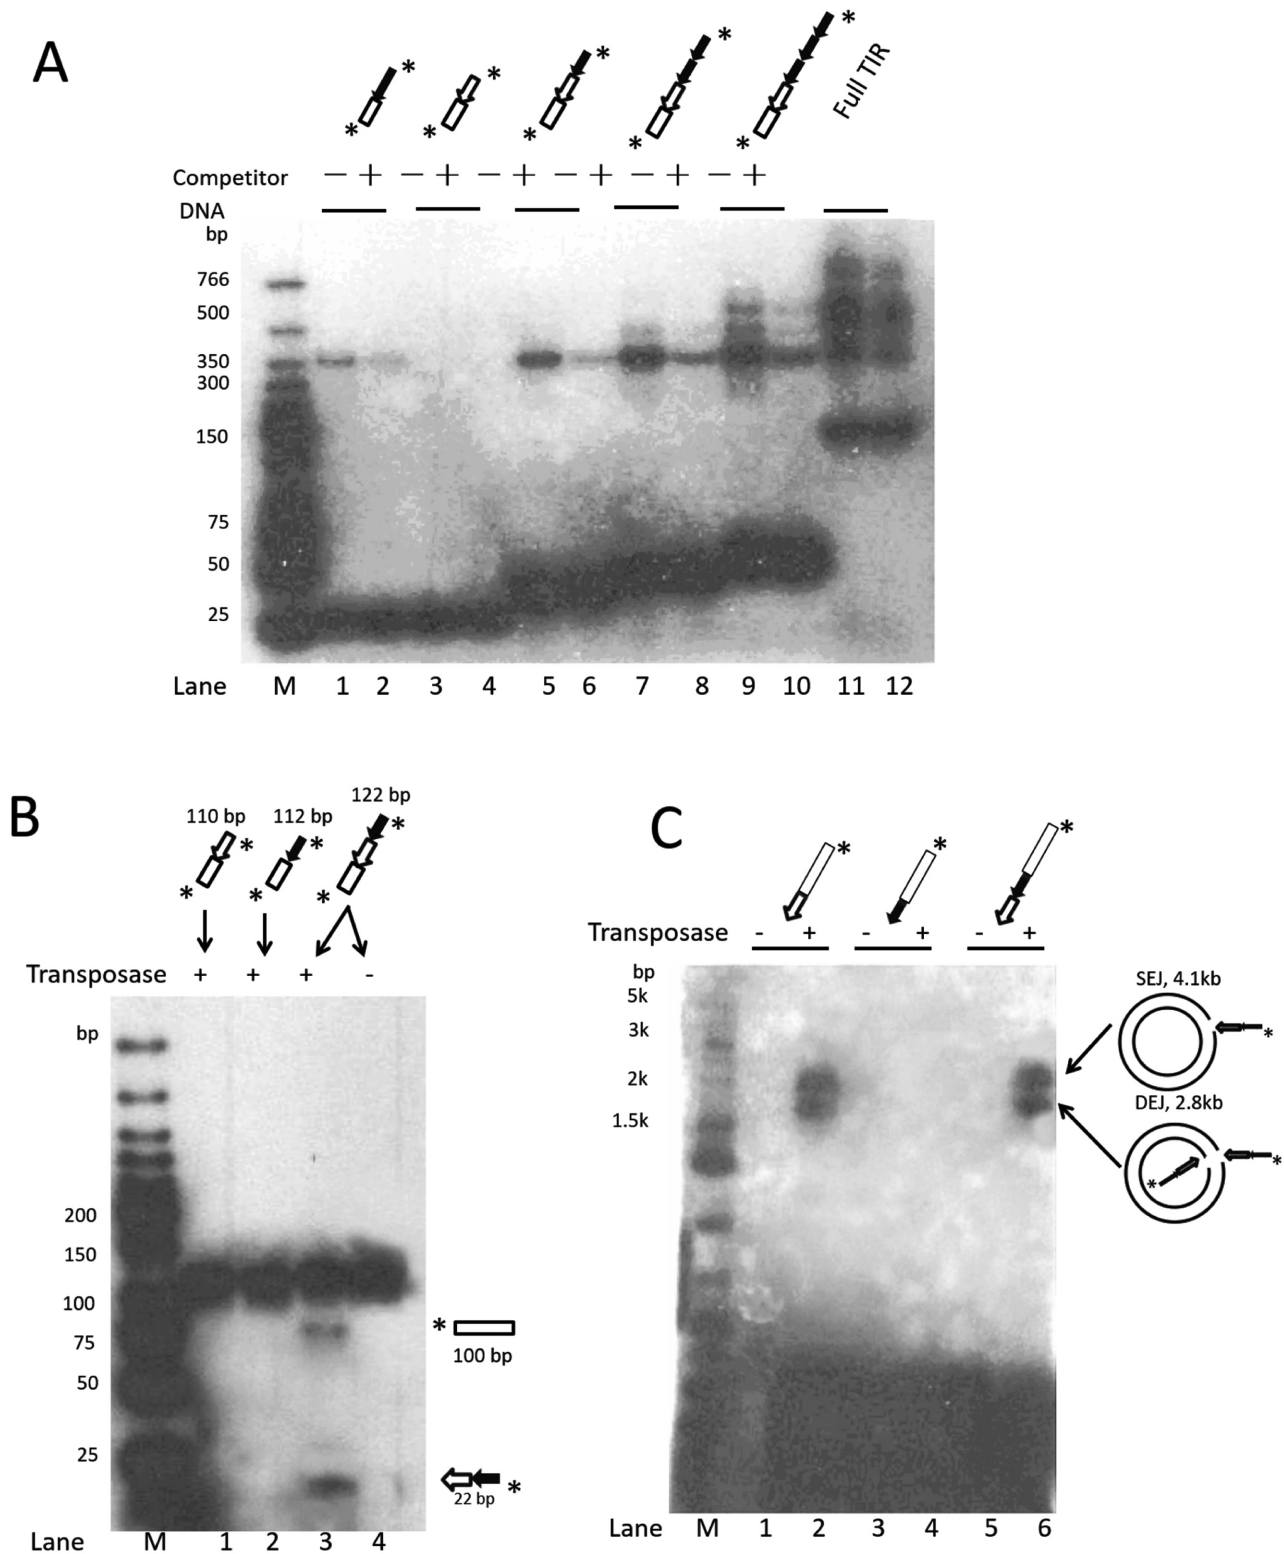 A
* * * * * * * * * *
Full TIR
Competitor − + − + − + − + − + − +
DNA
bp
766
500
350
300
150
75
50
25
Lane M 1 2 3 4 5 6 7 8 9 10 11 12
B
110 bp 112 bp 122 bp
* * * * * *
Transposase + + + -
bp
200
150
100
75
50
25
*
100 bp
*
22 bp
Lane M 1 2 3 4
C
* * *
Transposase - + - + - +
bp
5k
3k
2k
1.5k
SEJ, 4.1kb
*
DEJ, 2.8kb
* *
Lane M 1 2 3 4 5 6